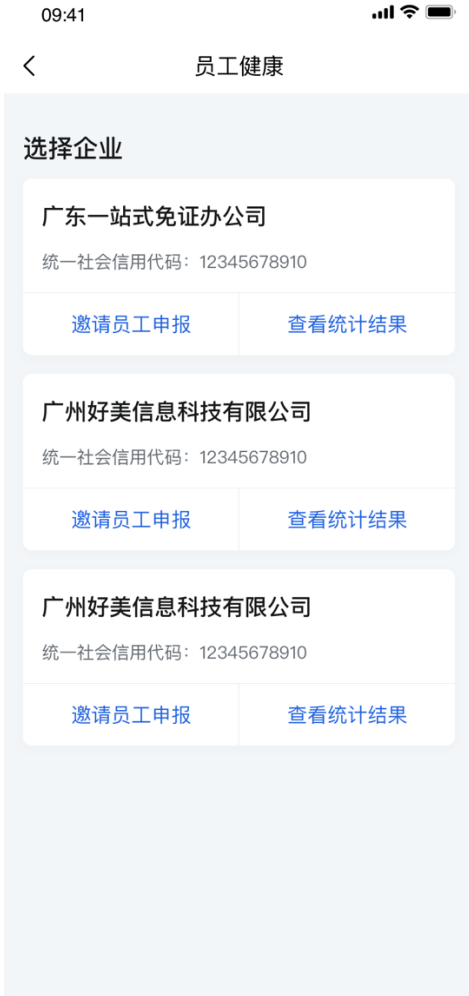 09:41
员工健康
选择企业
广东一站式免证办公司
统一社会信用代码：12345678910
邀请员工申报 查看统计结果
广州好美信息科技有限公司
统一社会信用代码：12345678910
邀请员工申报 查看统计结果
广州好美信息科技有限公司
统一社会信用代码：12345678910
邀请员工申报 查看统计结果